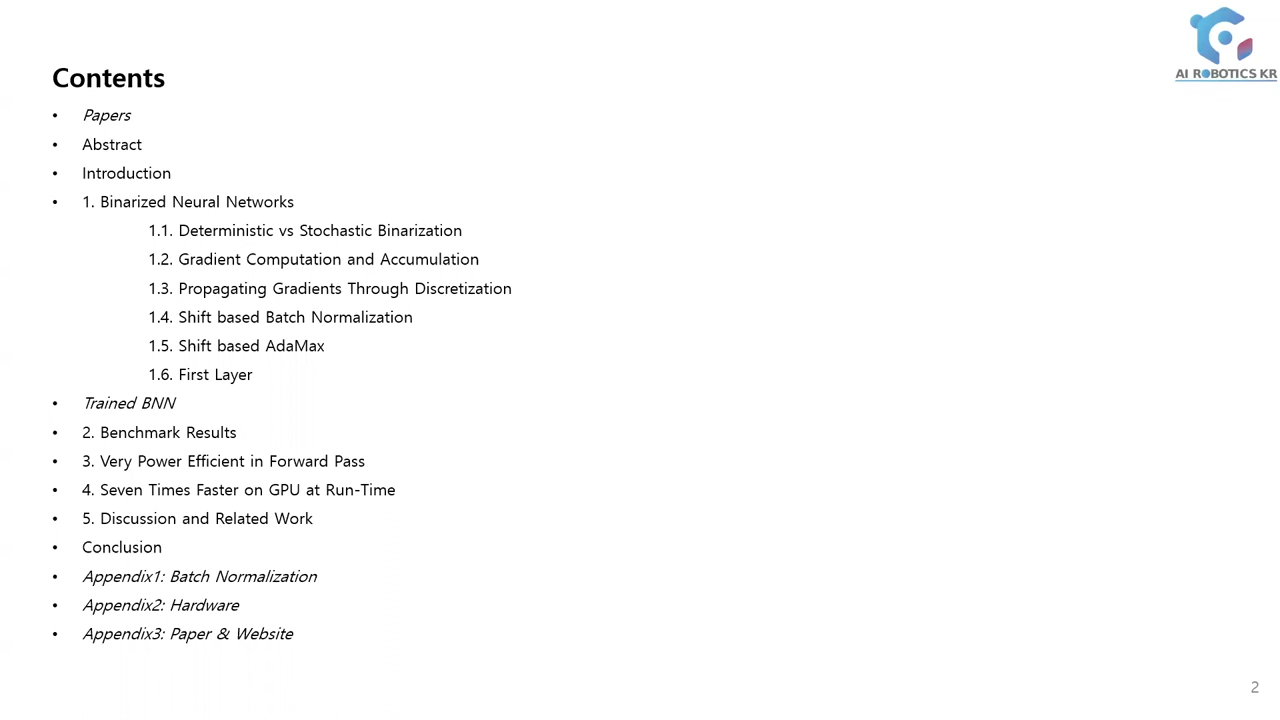 AI ROBOTICS KR
Contents
• Papers
• Abstract
• Introduction
• 1. Binarized Neural Networks
1.1. Deterministic vs Stochastic Binarization
1.2. Gradient Computation and Accumulation
1.3. Propagating Gradients Through Discretization
1.4. Shift based Batch Normalization
1.5. Shift based AdaMax
1.6. First Layer
• Trained BNN
• 2. Benchmark Results
• 3. Very Power Efficient in Forward Pass
• 4. Seven Times Faster on GPU at Run-Time
• 5. Discussion and Related Work
• Conclusion
• Appendix1: Batch Normalization
• Appendix2: Hardware
• Appendix3: Paper & Website
2